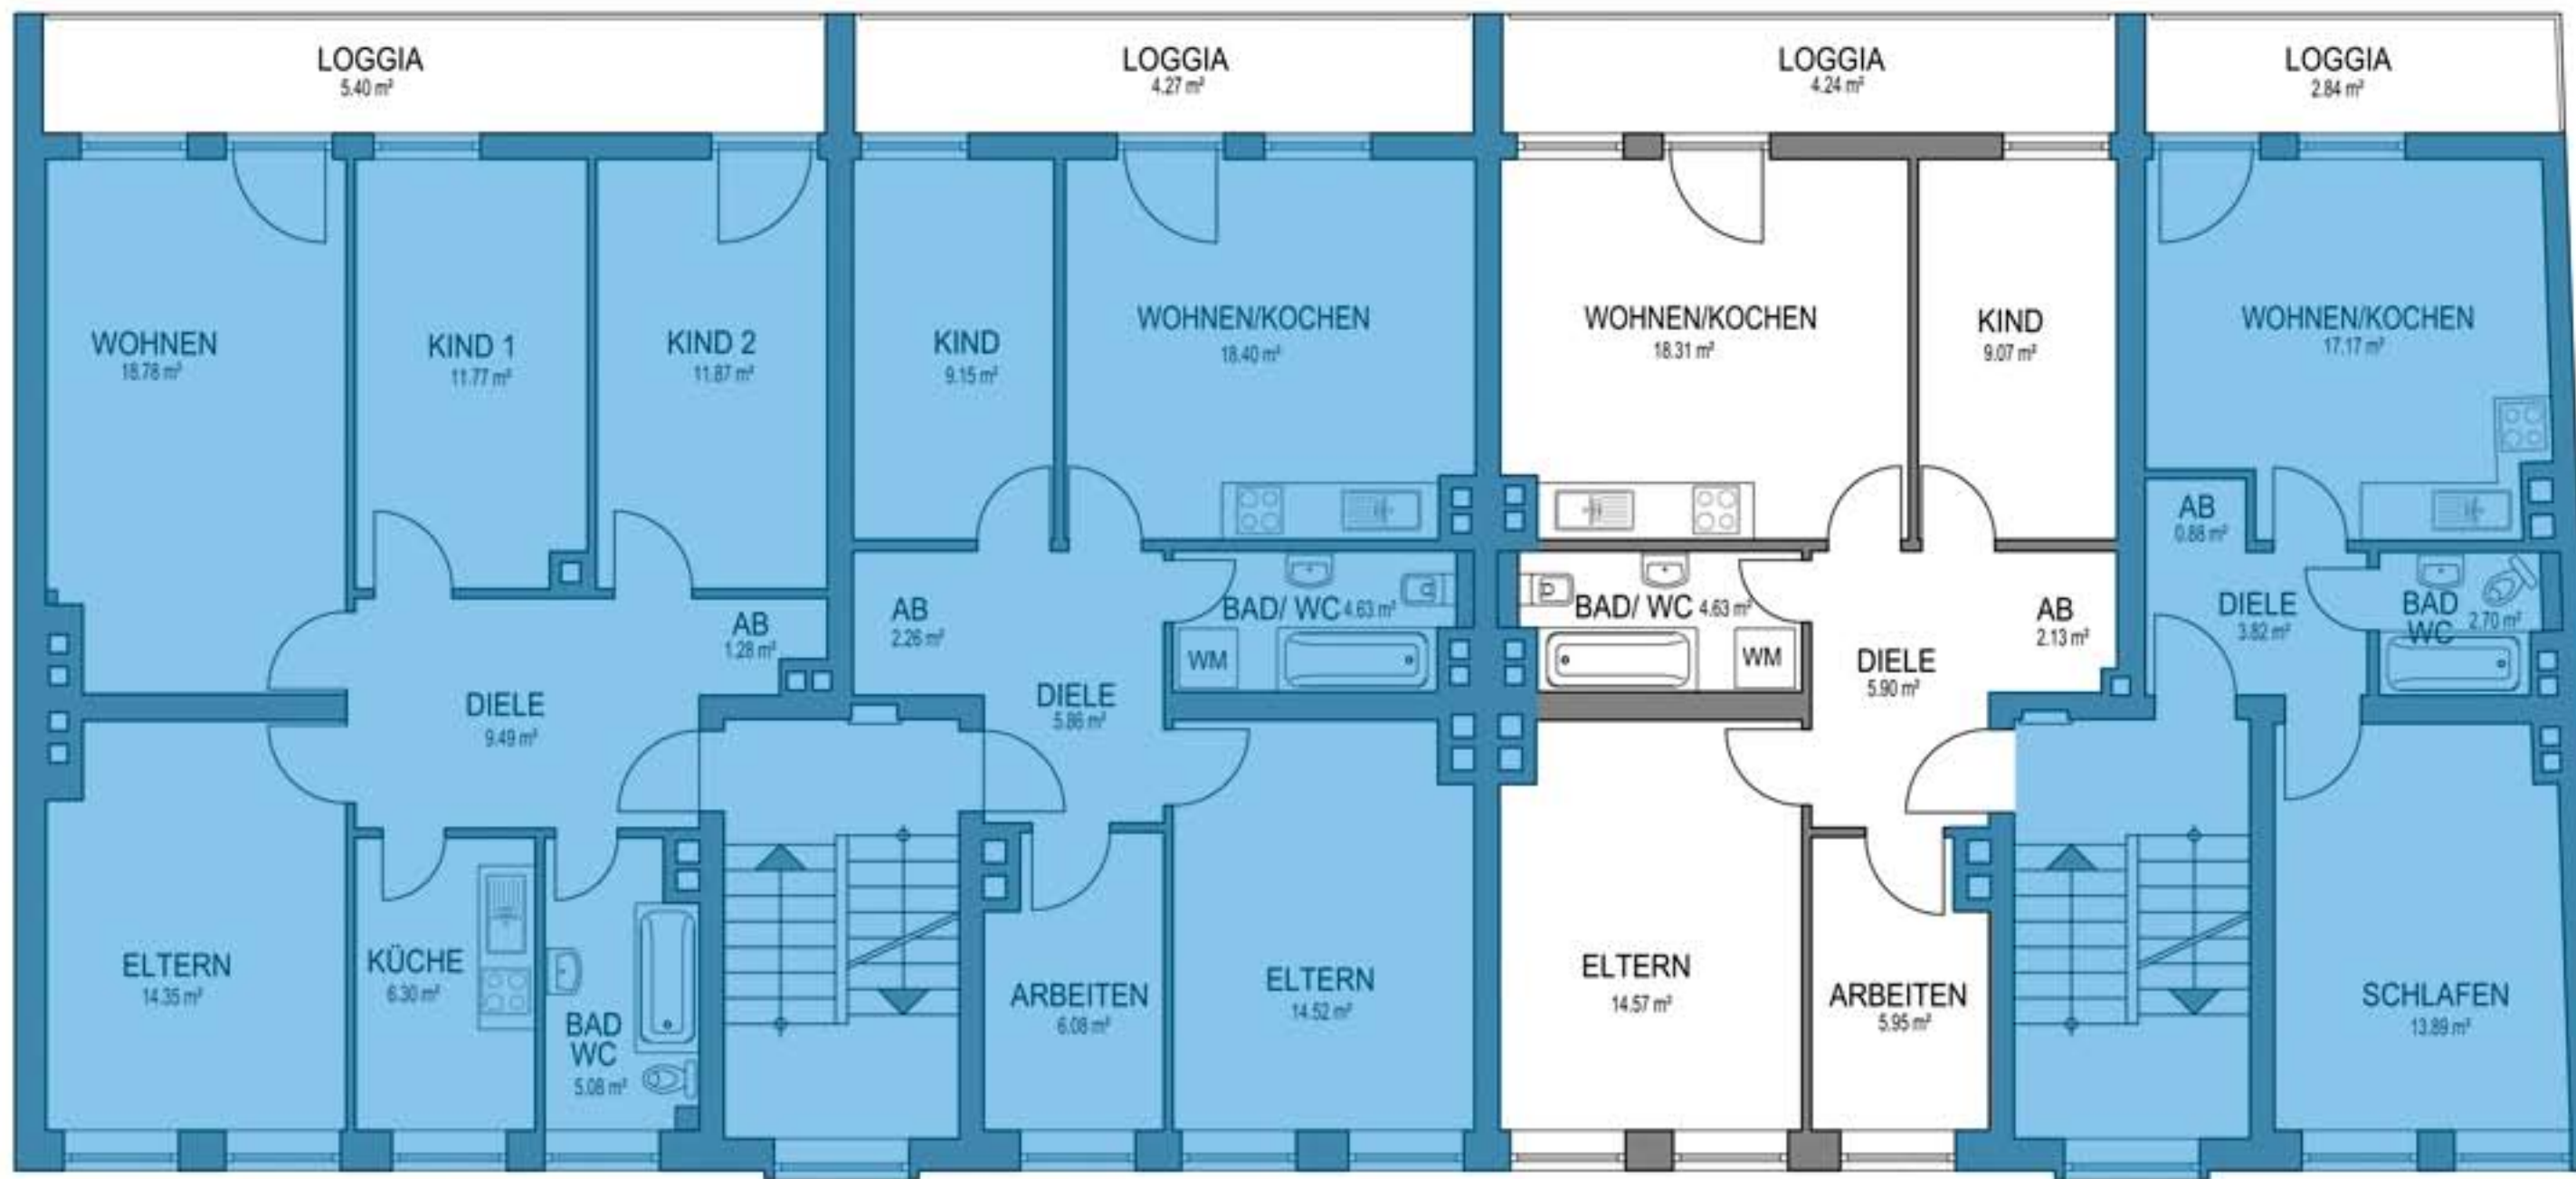 LOGGIA
5.40 m²
LOGGIA
4.27 m²
LOGGIA
4.24 m²
LOGGIA
2.84 m²
WOHNEN
18.78 m²
KIND 1
11.77 m²
KIND 2
11.87 m²
KIND
9.15 m²
WOHNEN/KOCHEN
18.40 m²
WOHNEN/KOCHEN
18.31 m²
KIND
9.07 m²
WOHNEN/KOCHEN
17.17 m²
AB
1.28 m²
AB
2.26 m²
BAD/ WC 4.63 m²
WM
BAD/ WC 4.63 m²
WM
AB
2.13 m²
AB
0.88 m²
DIELE
3.82 m²
BAD
WC
2.70 m²
DIELE
9.49 m²
DIELE
5.86 m²
DIELE
5.90 m²
ELTERN
14.35 m²
KÜCHE
6.30 m²
BAD
WC
5.08 m²
ARBEITEN
6.08 m²
ELTERN
14.52 m²
ELTERN
14.57 m²
ARBEITEN
5.95 m²
SCHLAFEN
13.89 m²